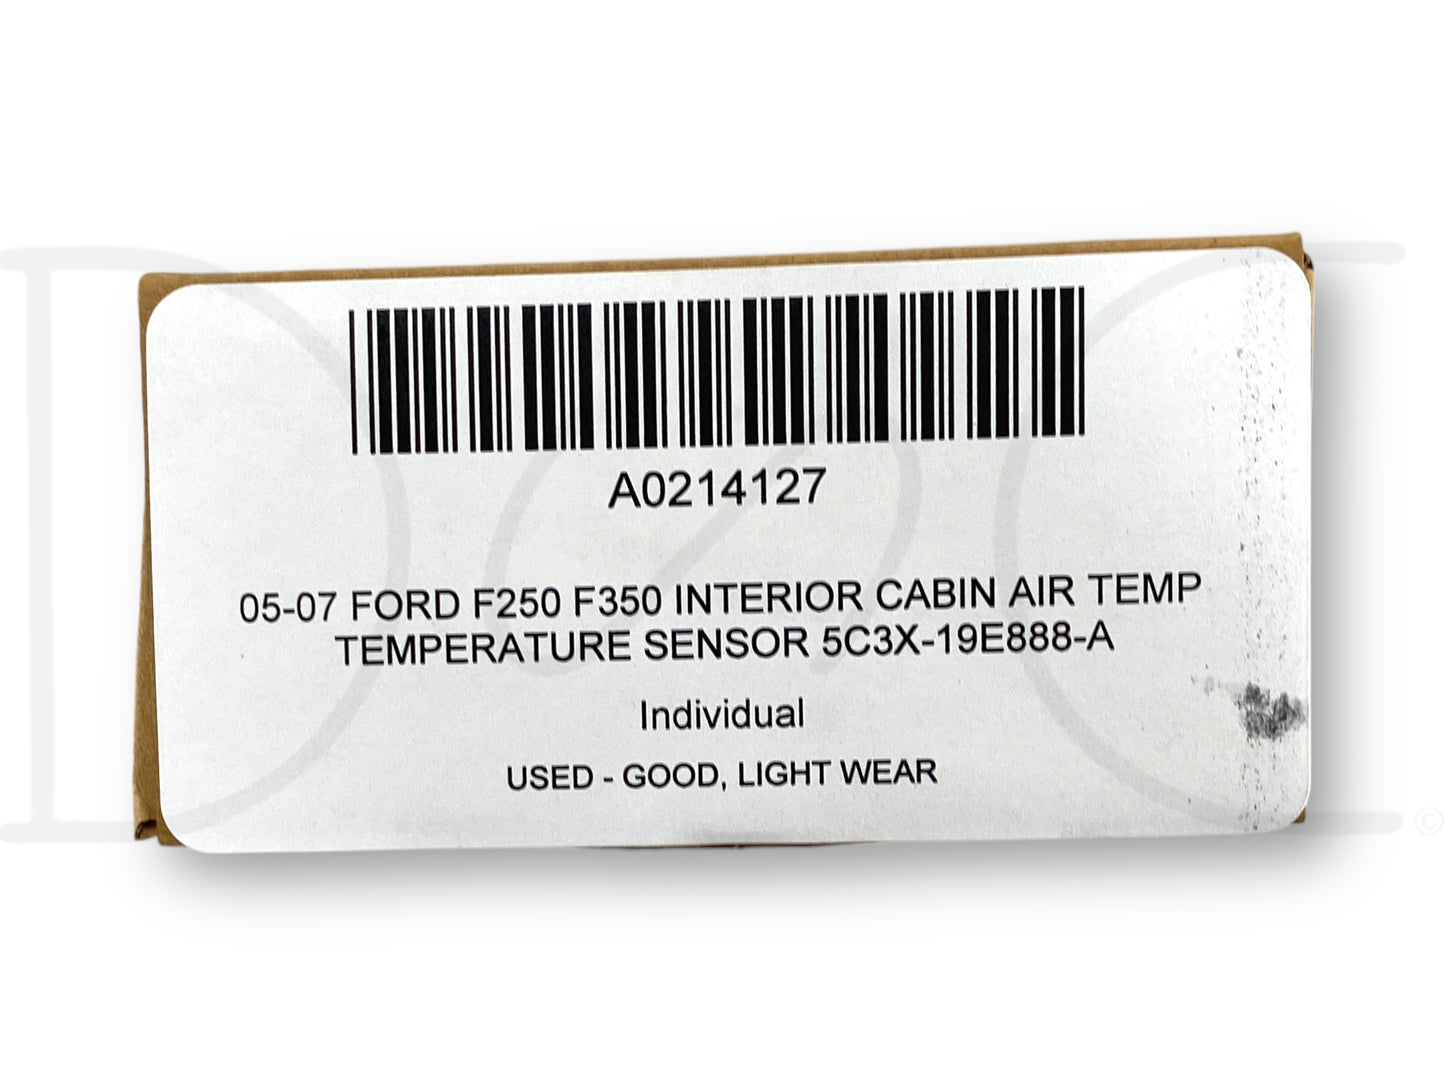 A0214127
05-07 FORD F250 F350 INTERIOR CABIN AIR TEMP
TEMPERATURE SENSOR 5C3X-19E888-A
Individual
USED - GOOD, LIGHT WEAR